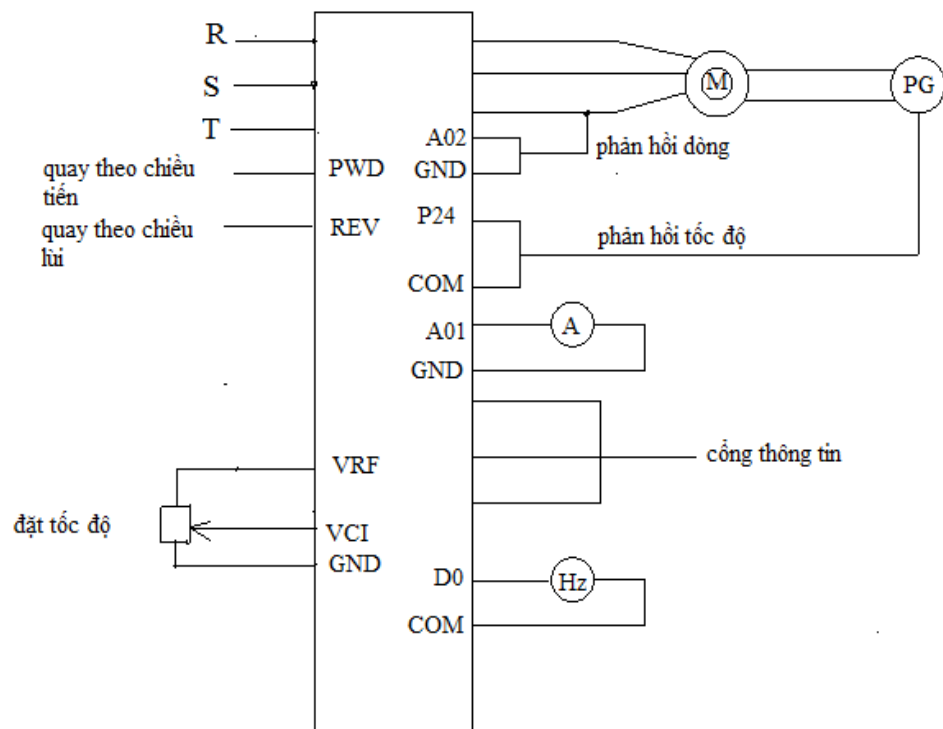 R
S
T
quay theo chiều
tiến
PWD
quay theo chiều
lùi
REV
VRF
đặt tốc độ
VCI
GND
A02
GND
phản hồi dòng
M
PG
P24
phản hồi tốc độ
COM
A01
A
GND
cổng thông tin
D0
Hz
COM